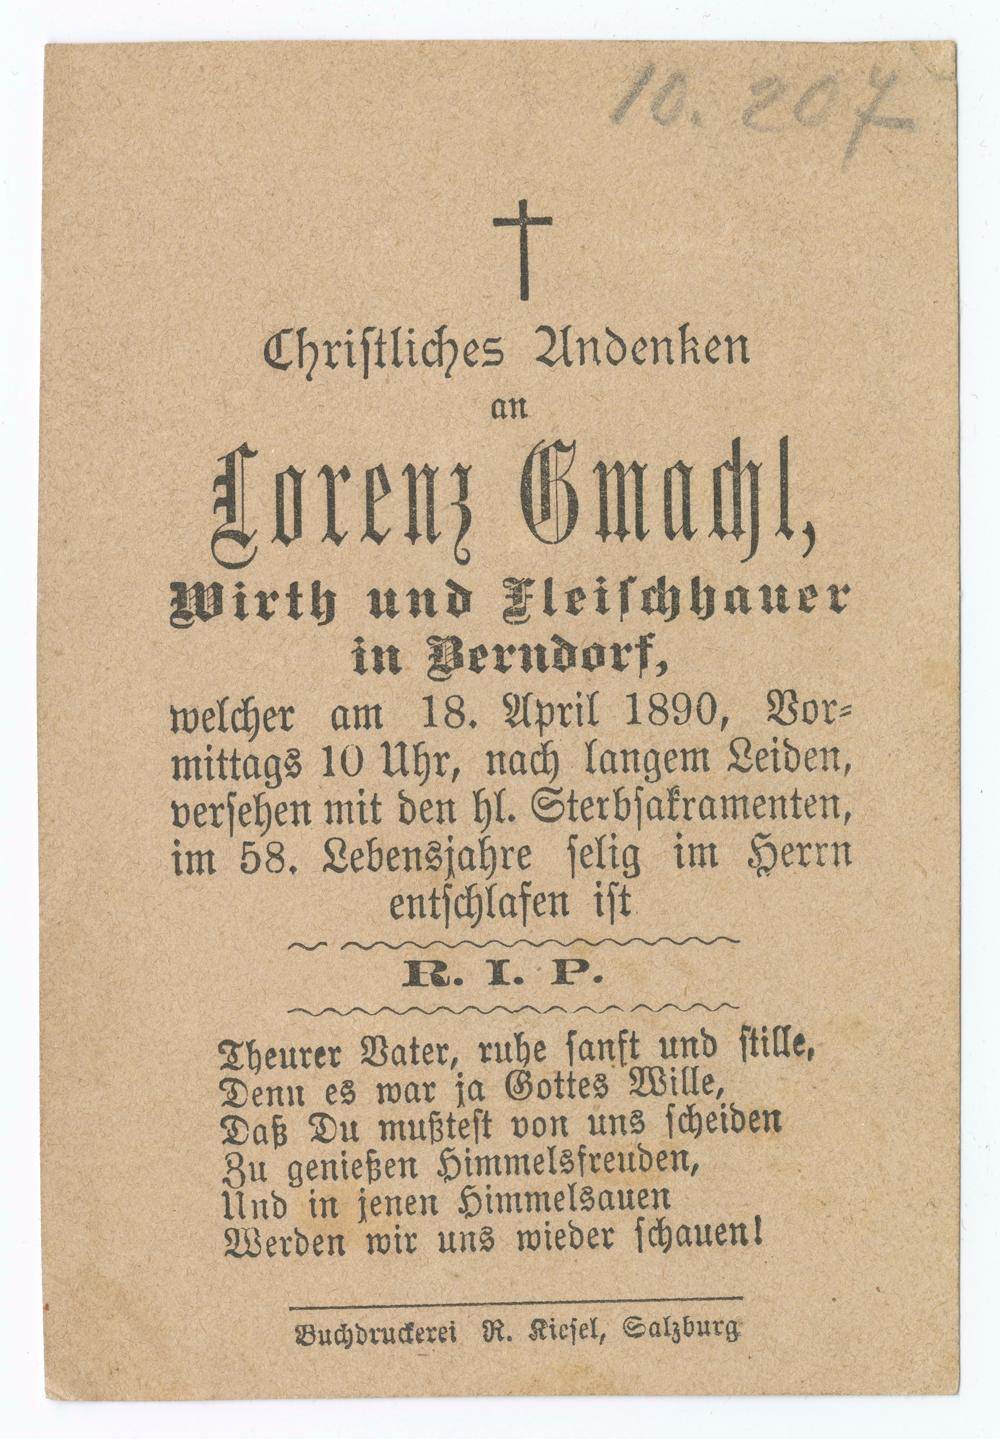 10. 207
Christliches Andenken
an
Lorenz Gmachl,
Wirth und Fleischhauer
in Berndorf,
welcher am 18. April 1890, Vor-
mittags 10 Uhr, nach langem Leiden,
versehen mit den hl. Sterbsakramenten,
im 58. Lebensjahre selig im Herrn
entschlafen ist
R. I. P.
Theurer Vater, ruhe sanft und stille,
Denn es war ja Gottes Wille,
Daß Du mußtest von uns scheiden
Zu genießen Himmelsfreuden,
Und in jenen Himmelsauen
Werden wir uns wieder schauen!
Buchdruckerei R. Kiesel, Salzburg